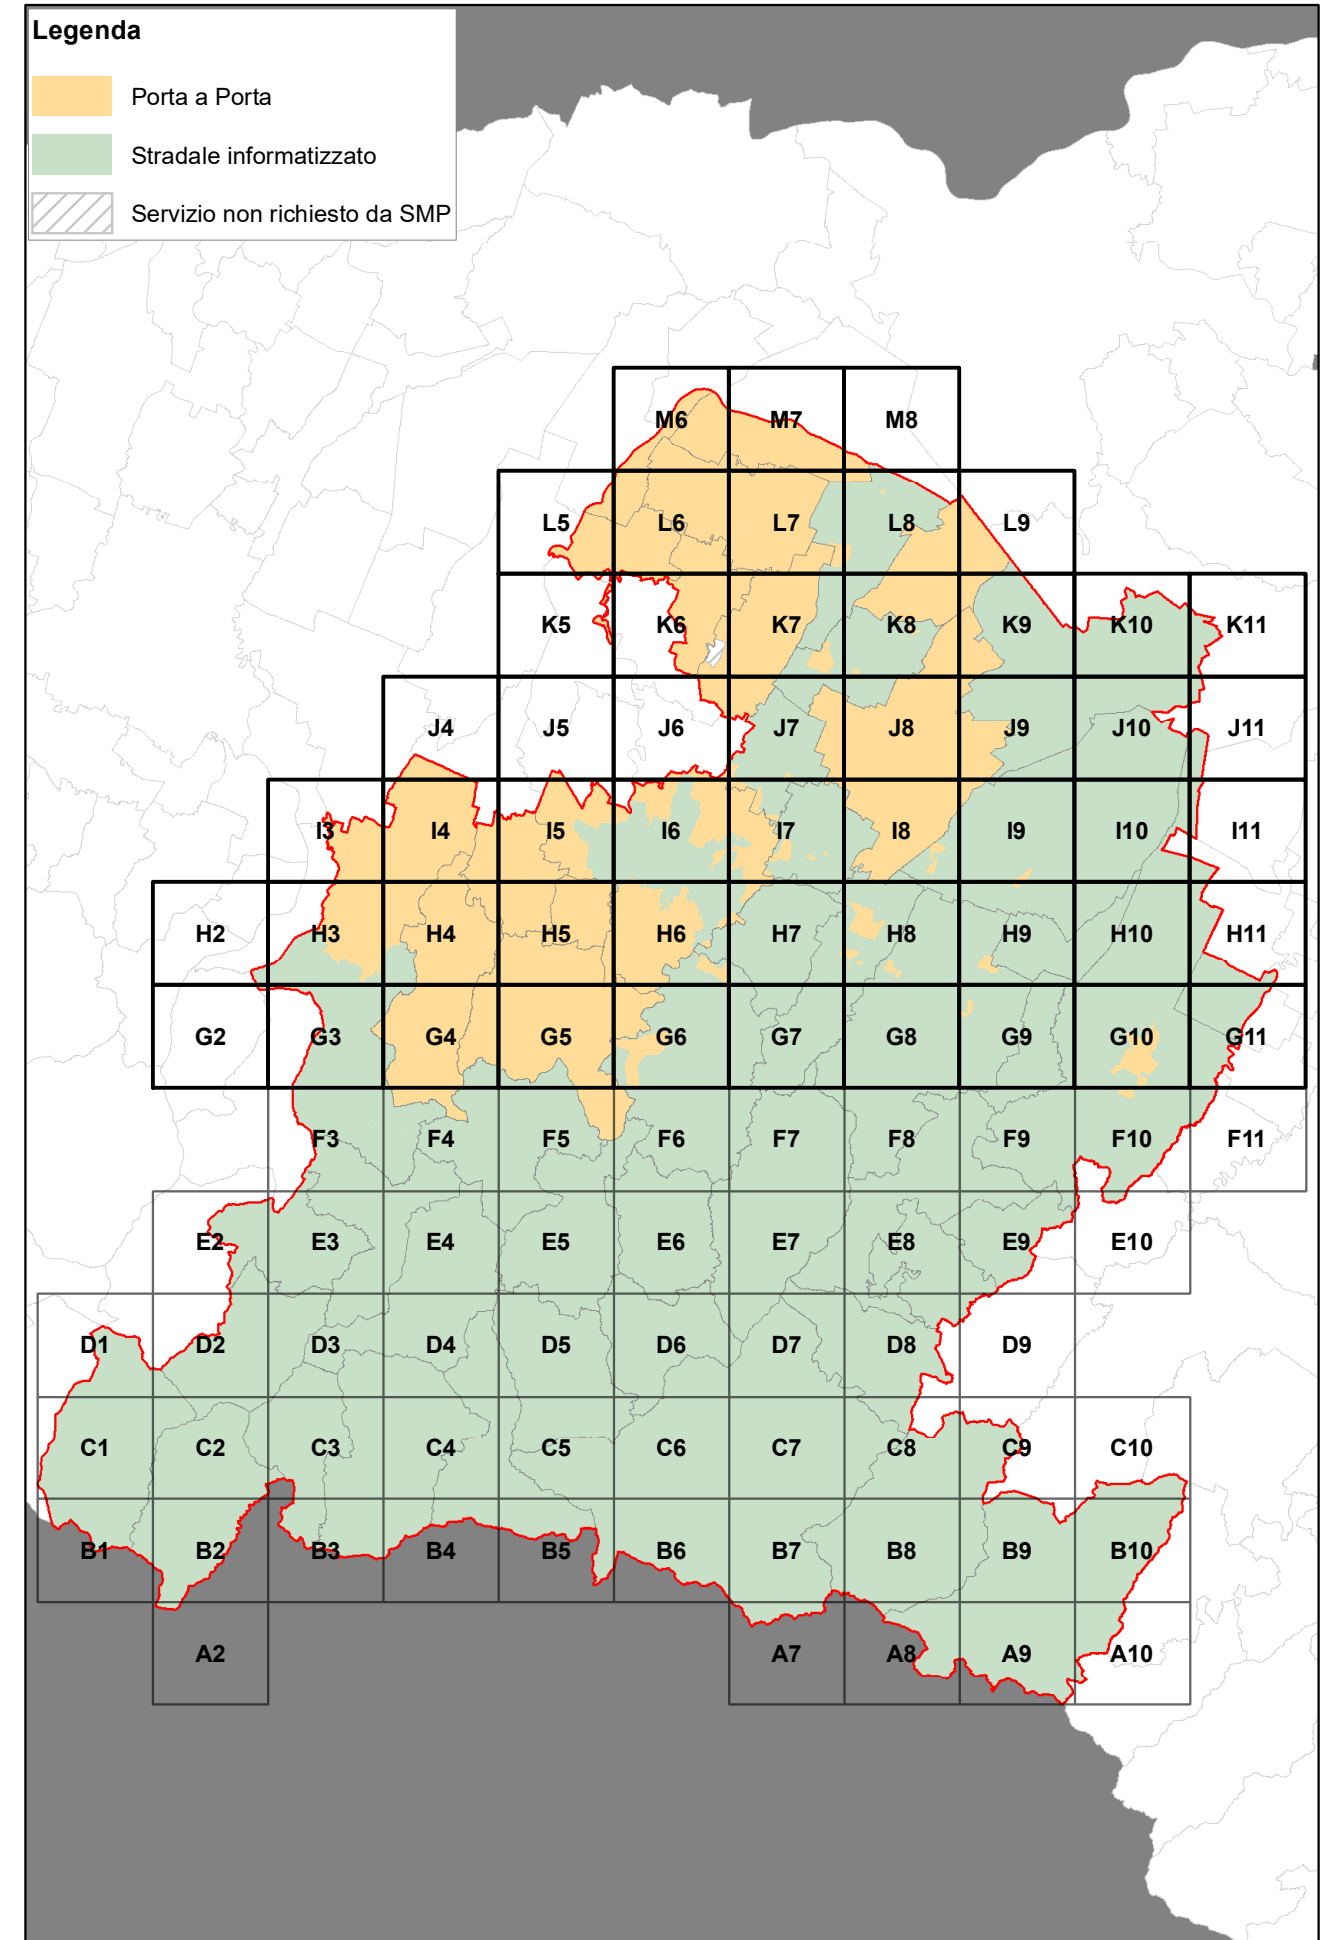 Legenda
Porta a Porta
Stradale informatizzato
Servizio non richiesto da SMP
M6 M7 M8
L5 L6 L7 L8 L9
K5 K6 K7 K8 K9 K10 K11
J4 J5 J6 J7 J8 J9 J10 J11
I3 I4 I5 I6 I7 I8 I9 I10 I11
H2 H3 H4 H5 H6 H7 H8 H9 H10 H11
G2 G3 G4 G5 G6 G7 G8 G9 G10 G11
F3 F4 F5 F6 F7 F8 F9 F10 F11
E2 E3 E4 E5 E6 E7 E8 E9 E10
D1 D2 D3 D4 D5 D6 D7 D8 D9
C1 C2 C3 C4 C5 C6 C7 C8 C9 C10
B1 B2 B3 B4 B5 B6 B7 B8 B9 B10
A2 A7 A8 A9 A10